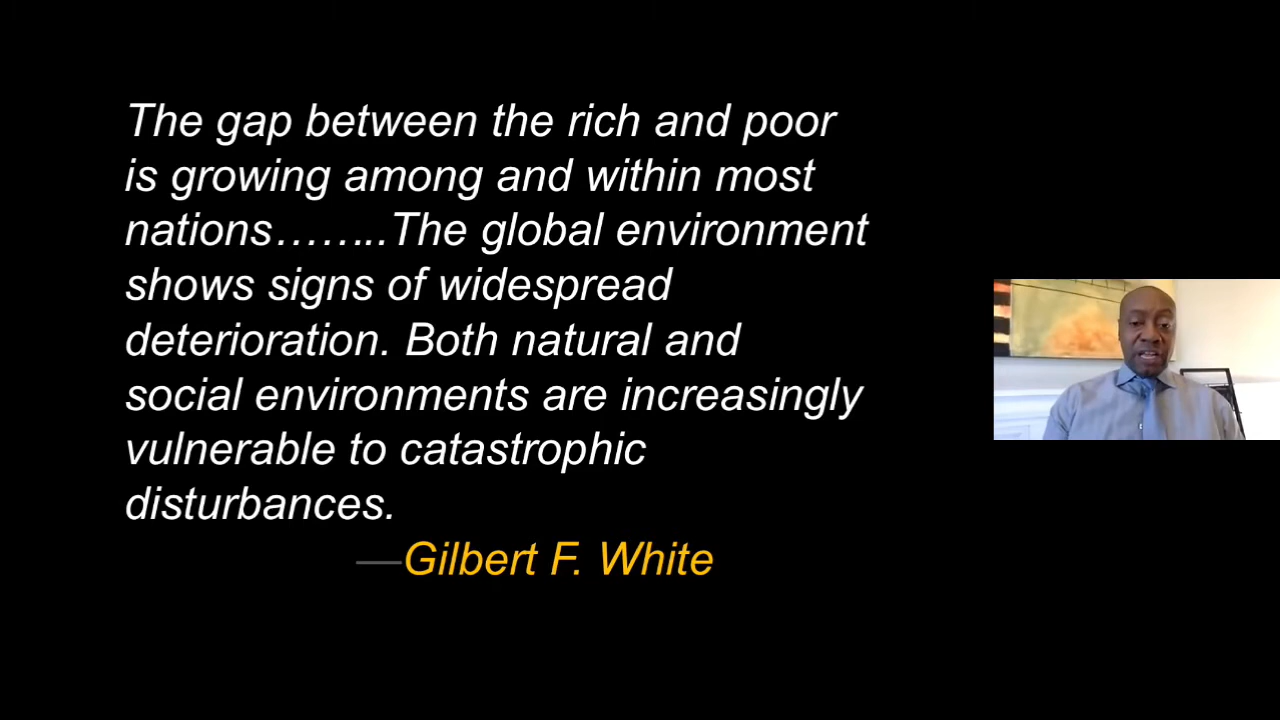 The gap between the rich and poor
is growing among and within most
nations……..The global environment
shows signs of widespread
deterioration. Both natural and
social environments are increasingly
vulnerable to catastrophic
disturbances.
—Gilbert F. White